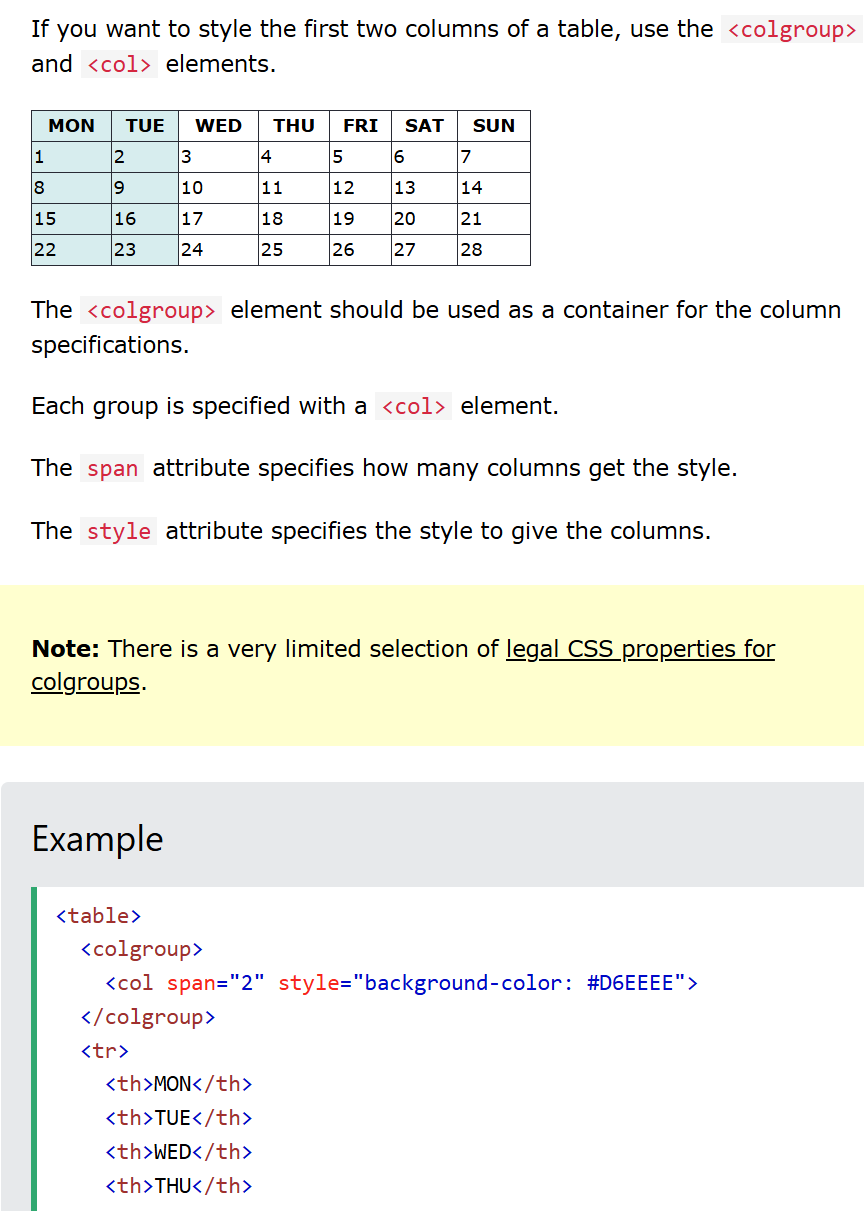 If you want to style the first two columns of a table, use the <colgroup>
and <col> elements.
MON TUE WED THU FRI SAT SUN
1 2 3 4 5 6 7
8 9 10 11 12 13 14
15 16 17 18 19 20 21
22 23 24 25 26 27 28
The <colgroup> element should be used as a container for the column
specifications.
Each group is specified with a <col> element.
The span attribute specifies how many columns get the style.
The style attribute specifies the style to give the columns.
Note: There is a very limited selection of legal CSS properties for
colgroups.
Example
<table>
  <colgroup>
    <col span="2" style="background-color: #D6EEEE">
  </colgroup>
  <tr>
    <th>MON</th>
    <th>TUE</th>
    <th>WED</th>
    <th>THU</th>